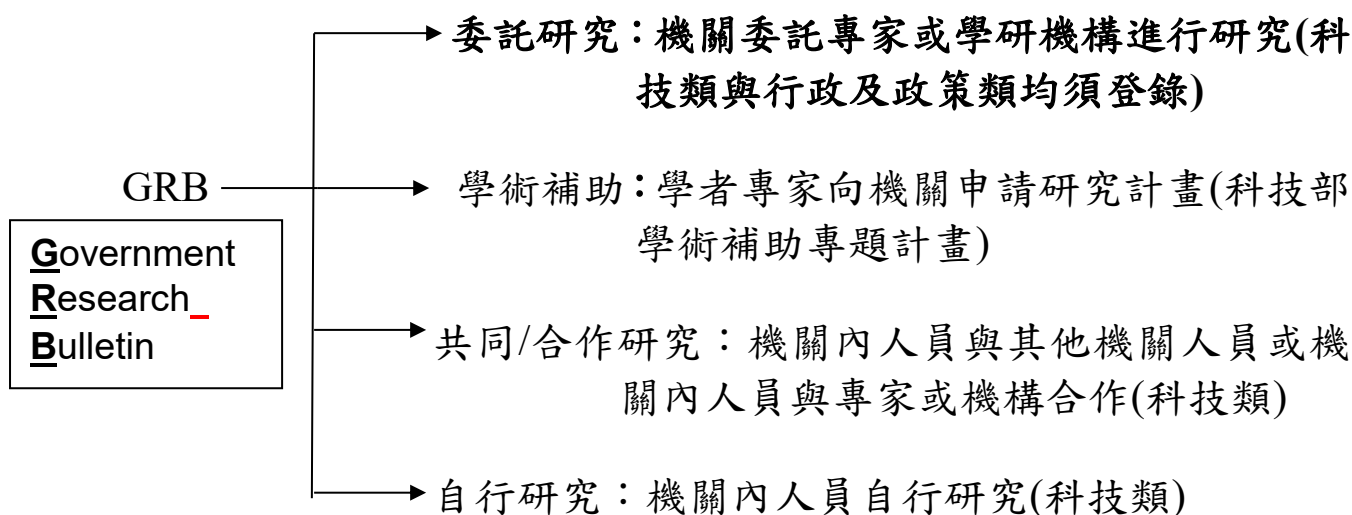 委託研究：機關委託專家或學研機構進行研究(科
技類與行政及政策類均須登錄)
GRB
學術補助：學者專家向機關申請研究計畫(科技部
學術補助專題計畫)
Government
Research_
Bulletin
共同/合作研究：機關內人員與其他機關人員或機
關內人員與專家或機構合作(科技類)
自行研究：機關內人員自行研究(科技類)